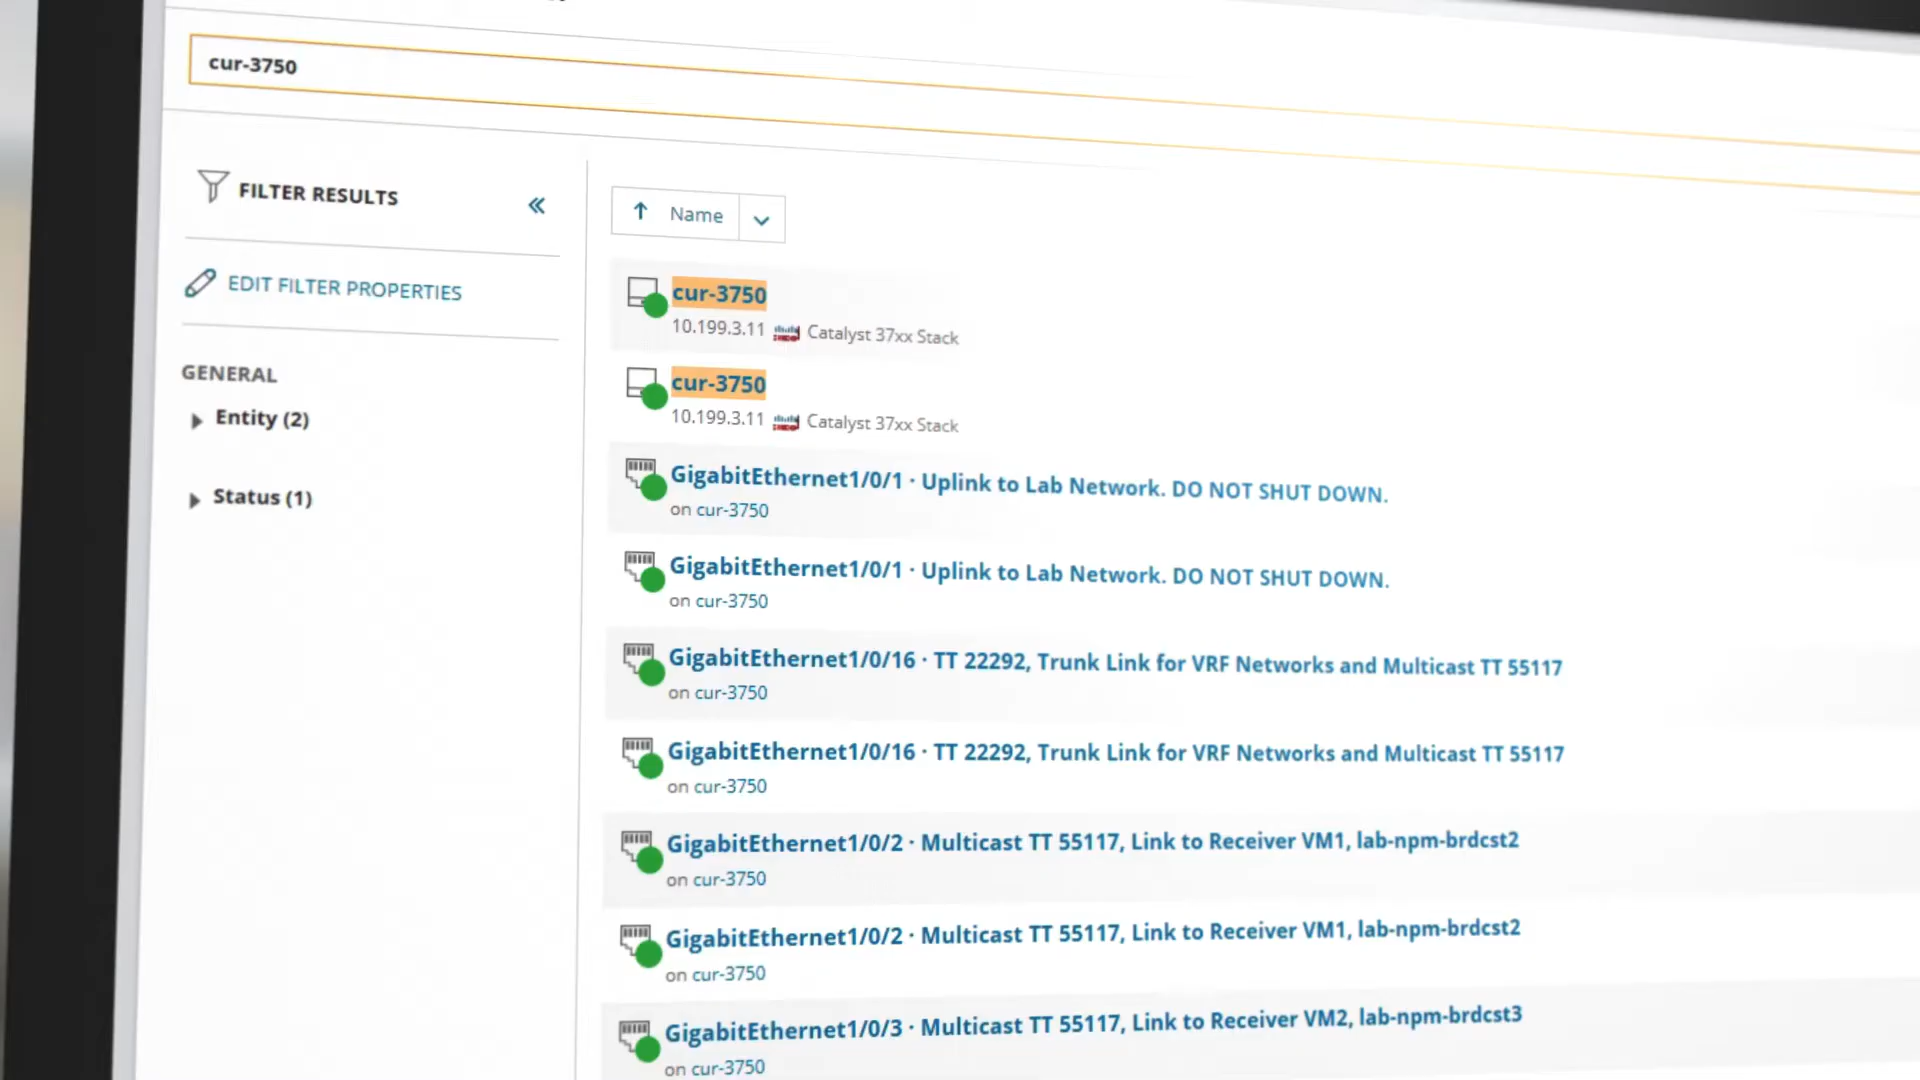 cur-3750
FILTER RESULTS
EDIT FILTER PROPERTIES
GENERAL
Entity (2)
Status (1)
Name
cur-3750
10.199.3.11 Catalyst 37xx Stack
cur-3750
10.199.3.11 Catalyst 37xx Stack
GigabitEthernet1/0/1 · Uplink to Lab Network. DO NOT SHUT DOWN.
on cur-3750
GigabitEthernet1/0/1 · Uplink to Lab Network. DO NOT SHUT DOWN.
on cur-3750
GigabitEthernet1/0/16 · TT 22292, Trunk Link for VRF Networks and Multicast TT 55117
on cur-3750
GigabitEthernet1/0/16 · TT 22292, Trunk Link for VRF Networks and Multicast TT 55117
on cur-3750
GigabitEthernet1/0/2 · Multicast TT 55117, Link to Receiver VM1, lab-npm-brdcst2
on cur-3750
GigabitEthernet1/0/2 · Multicast TT 55117, Link to Receiver VM1, lab-npm-brdcst2
on cur-3750
GigabitEthernet1/0/3 · Multicast TT 55117, Link to Receiver VM2, lab-npm-brdcst3
on cur-3750